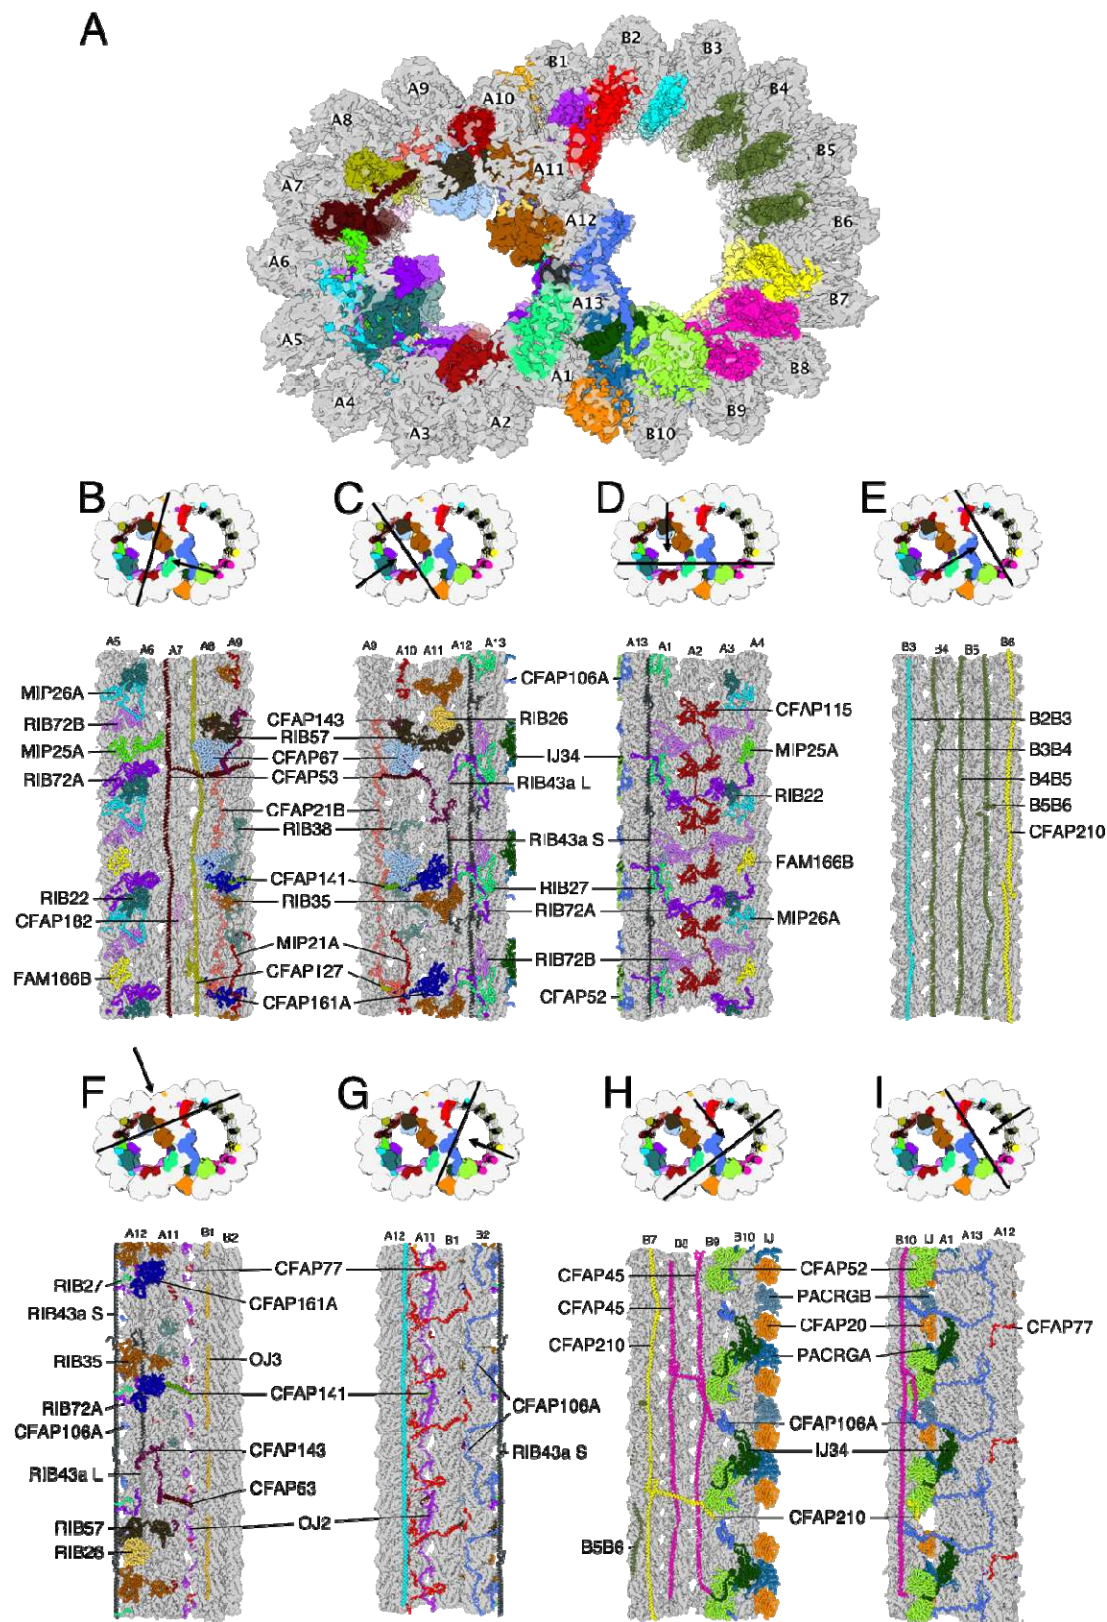 A
B1
B2
B3
A9
A10
B4
A8
A11
B5
A7
A12
B6
A6
A13
B7
A5
A1
B8
A4
A3
A2
B10
B9
B
C
D
E
A5 A6 A7 A8 A9
A9 A10 A11 A12 A13
A13 A1 A2 A3 A4
B3 B4 B5 B6
MIP26A
RIB72B
MIP25A
RIB72A
RIB22
CFAP182
FAM166B
CFAP143
RIB57
CFAP67
CFAP53
CFAP21B
RIB38
CFAP141
RIB35
MIP21A
CFAP127
CFAP161A
CFAP106A
RIB26
IJ34
RIB43a L
RIB43a S
RIB27
RIB72A
RIB72B
CFAP52
CFAP115
MIP25A
RIB22
FAM166B
MIP26A
B2B3
B3B4
B4B5
B5B6
CFAP210
F
G
H
I
A12 A11 B1 B2
A12 A11 B1 B2
B7 B8 B9 B10 IJ
B10 IJ A1 A13 A12
RIB27
RIB43a S
RIB35
RIB72A
CFAP106A
RIB43a L
RIB57
RIB26
CFAP77
CFAP161A
OJ3
CFAP141
CFAP143
CFAP53
OJ2
CFAP106A
RIB43a S
CFAP45
CFAP45
CFAP210
B5B6
CFAP52
PACRGB
CFAP20
PACRGA
CFAP106A
IJ34
CFAP210
CFAP77